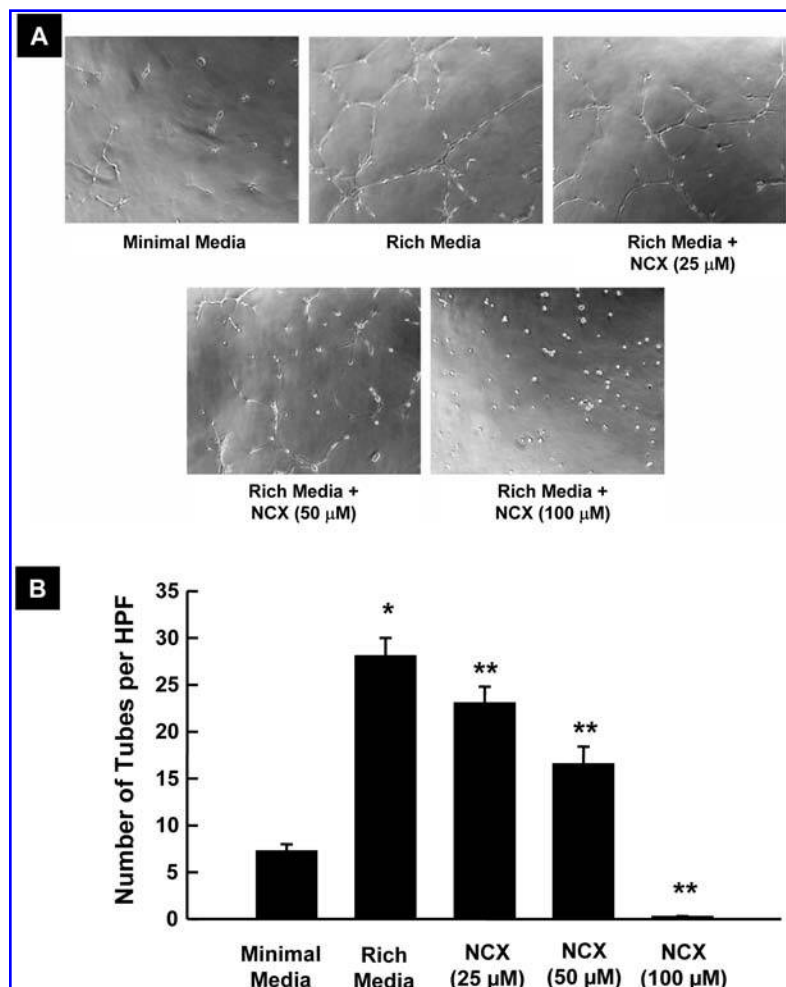 A
Minimal Media
Rich Media
Rich Media +
NCX (25 μM)
Rich Media +
NCX (50 μM)
Rich Media +
NCX (100 μM)
B
Number of Tubes per HPF
35
30
25
20
15
10
5
0
*
**
**
**
Minimal
Media
Rich
Media
NCX
(25 μM)
NCX
(50 μM)
NCX
(100 μM)